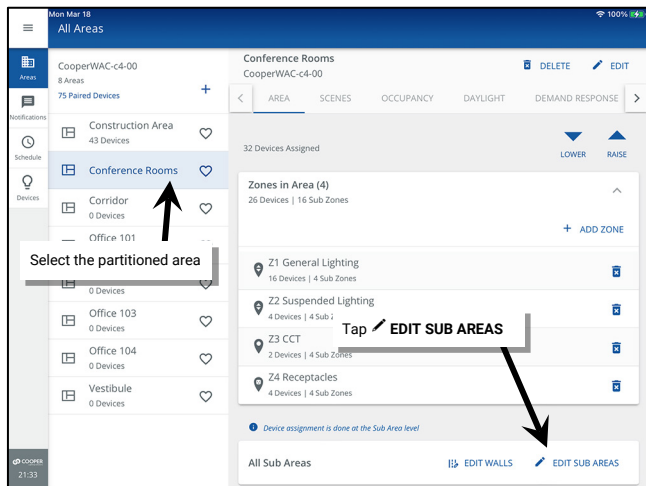 Mon Mar 18
100%
All Areas
Areas
Notifications
Schedule
Devices
CooperWAC-c4-00
8 Areas
75 Paired Devices
+
Construction Area
43 Devices
Conference Rooms
Corridor
0 Devices
Office 101
Select the partitioned area
0 Devices
Office 103
0 Devices
Office 104
0 Devices
Vestibule
0 Devices
COOPER
21:33
Conference Rooms
CooperWAC-c4-00
DELETE
EDIT
AREA
SCENES
OCCUPANCY
DAYLIGHT
DEMAND RESPONSE
32 Devices Assigned
LOWER
RAISE
Zones in Area (4)
26 Devices | 16 Sub Zones
+ ADD ZONE
Z1 General Lighting
16 Devices | 4 Sub Zones
Z2 Suspended Lighting
4 Devices | 4 Sub
Tap EDIT SUB AREAS
Z3 CCT
2 Devices | 4 Sub Zones
Z4 Receptacles
4 Devices | 4 Sub Zones
Device assignment is done at the Sub Area level
All Sub Areas
EDIT WALLS
EDIT SUB AREAS